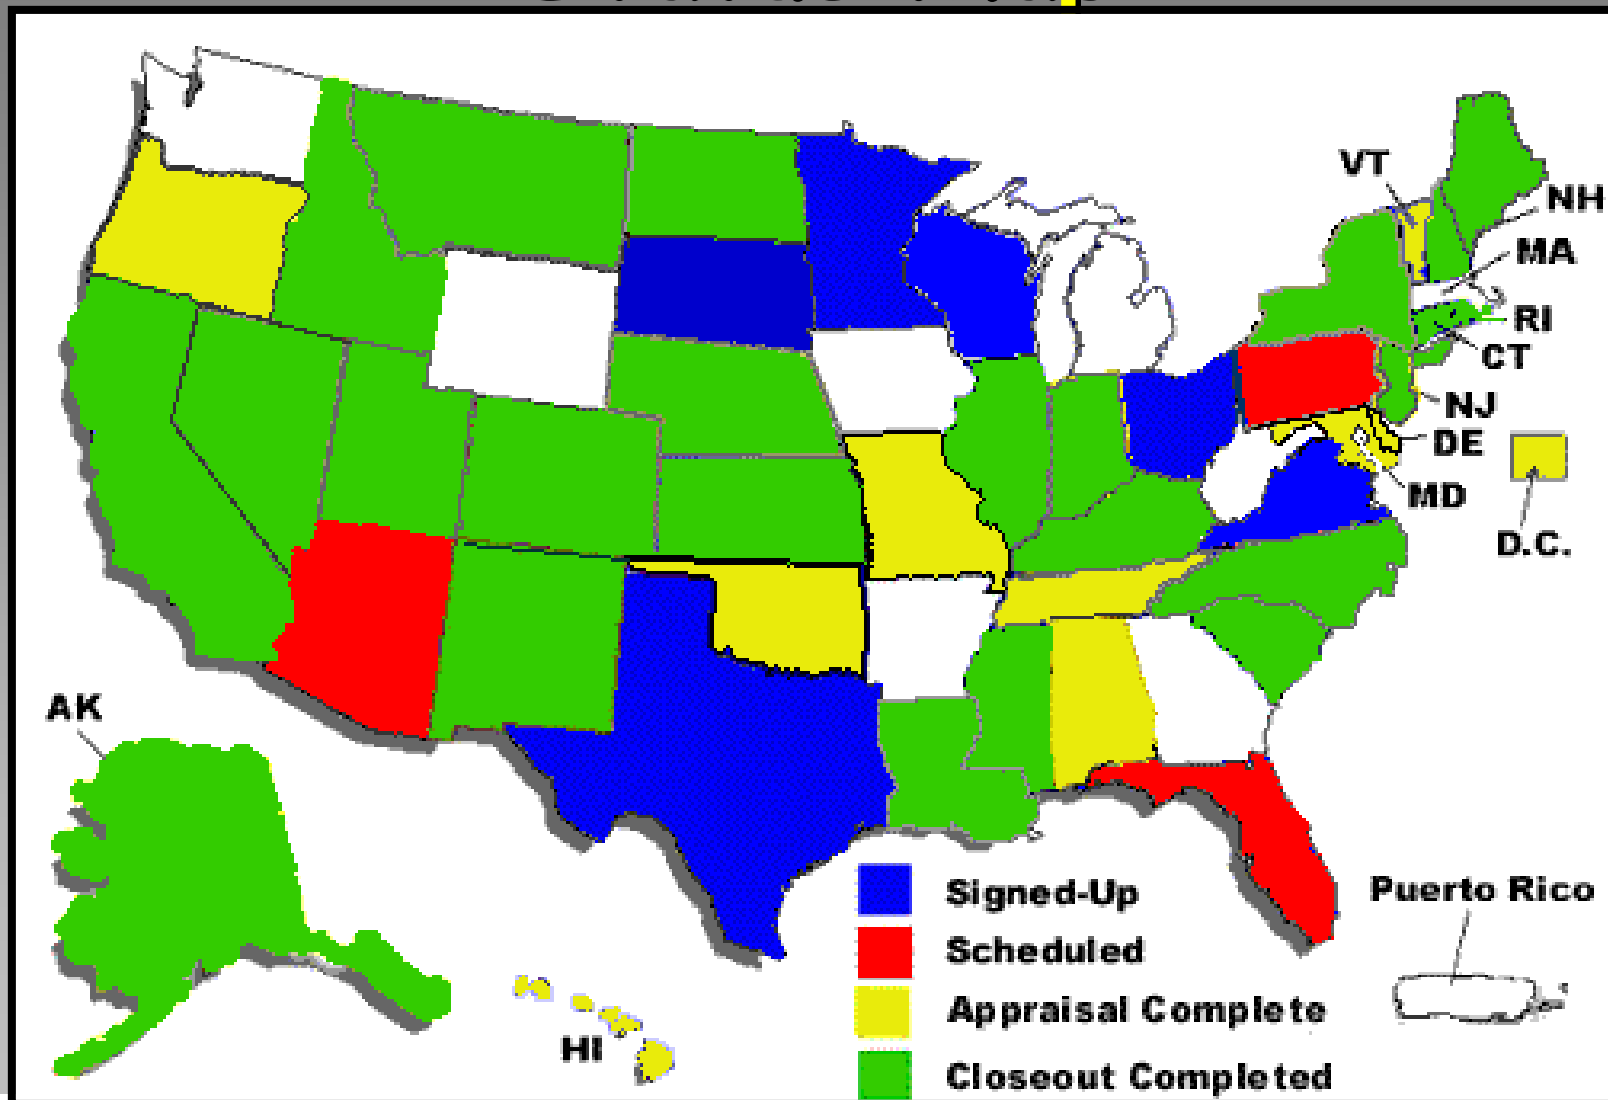 VT
NH
MA
RI
CT
NJ
DE
MD
D.C.
AK
HI
Puerto Rico
Signed-Up
Scheduled
Appraisal Complete
Closeout Completed